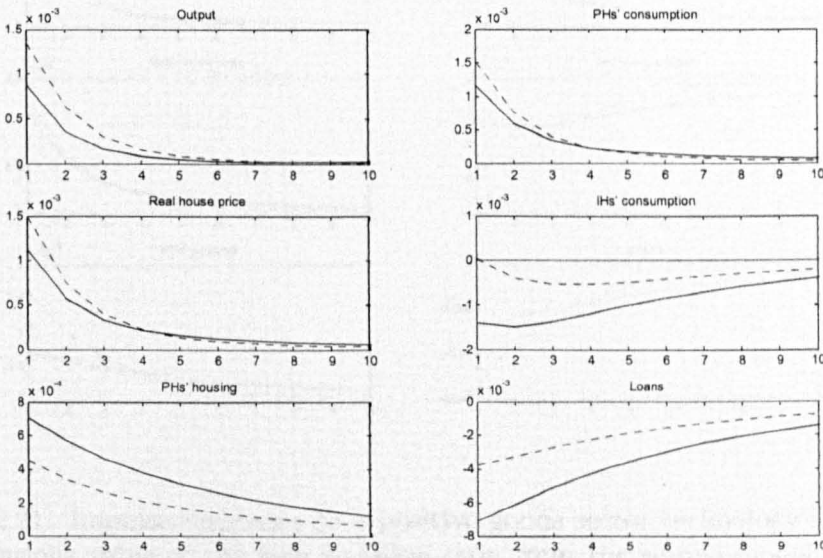 Output
x 10⁻³
1.5
1
0.5
0
1 2 3 4 5 6 7 8 9 10
PHs' consumption
x 10⁻³
2
1.5
1
0.5
0
1 2 3 4 5 6 7 8 9 10
Real house price
x 10⁻³
1.5
1
0.5
0
1 2 3 4 5 6 7 8 9 10
IHs' consumption
x 10⁻³
1
0
-1
-2
1 2 3 4 5 6 7 8 9 10
PHs' housing
x 10⁻⁴
8
6
4
2
0
1 2 3 4 5 6 7 8 9 10
Loans
x 10⁻³
0
-2
-4
-6
-8
1 2 3 4 5 6 7 8 9 10